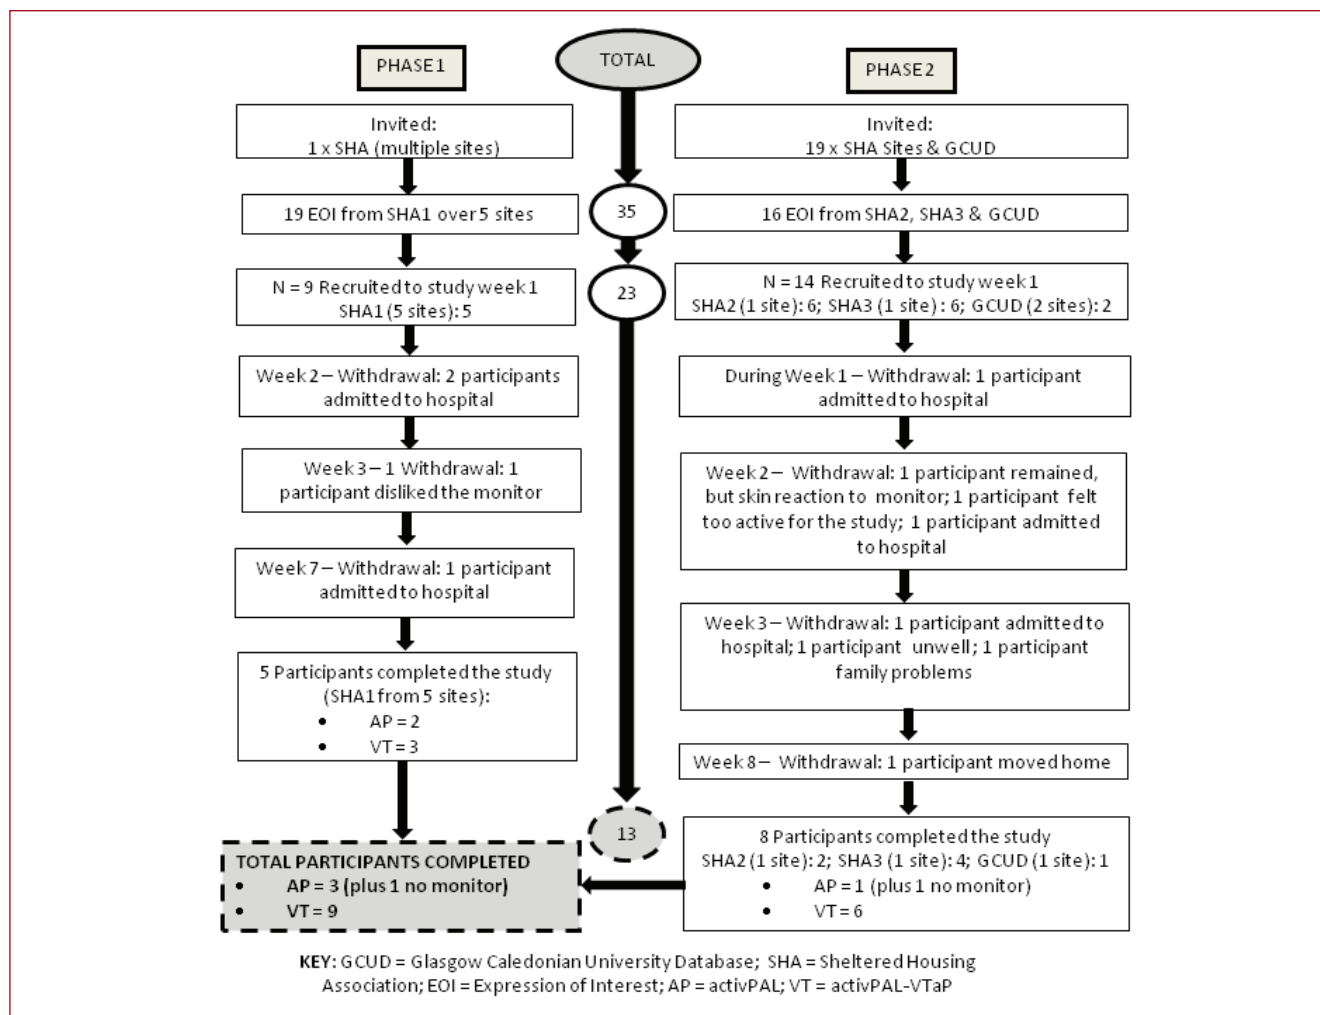 TOTAL
PHASE 1
Invited:
1 x SHA (multiple sites)
19 EOI from SHA1 over 5 sites
N = 9 Recruited to study week 1
SHA1 (5 sites): 5
Week 2 – Withdrawal: 2 participants
admitted to hospital
Week 3 – 1 Withdrawal: 1
participant disliked the monitor
Week 7 – Withdrawal: 1 participant
admitted to hospital
5 Participants completed the study
(SHA1 from 5 sites):
• AP = 2
• VT = 3
TOTAL PARTICIPANTS COMPLETED
• AP = 3 (plus 1 no monitor)
• VT = 9
35
23
13
PHASE 2
Invited:
19 x SHA Sites & GCUD
16 EOI from SHA2, SHA3 & GCUD
N = 14 Recruited to study week 1
SHA2 (1 site): 6; SHA3 (1 site) : 6; GCUD (2 sites): 2
During Week 1 – Withdrawal: 1 participant
admitted to hospital
Week 2 – Withdrawal: 1 participant remained,
but skin reaction to monitor; 1 participant felt
too active for the study; 1 participant admitted
to hospital
Week 3 – Withdrawal: 1 participant admitted to
hospital; 1 participant unwell; 1 participant
family problems
Week 8 – Withdrawal: 1 participant moved home
8 Participants completed the study
SHA2 (1 site): 2; SHA3 (1 site): 4; GCUD (1 site): 1
• AP = 1 (plus 1 no monitor)
• VT = 6
KEY: GCUD = Glasgow Caledonian University Database; SHA = Sheltered Housing
Association; EOI = Expression of Interest; AP = activPAL; VT = activPAL-VTaP